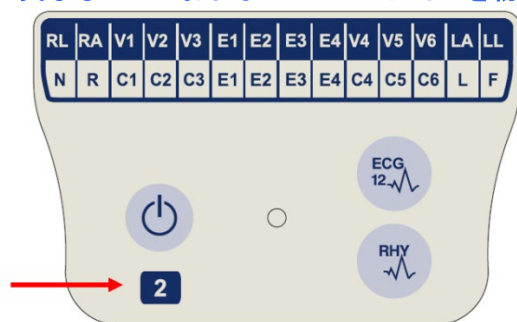 RL RA V1 V2 V3 E1 E2 E3 E4 V4 V5 V6 LA LL
N R C1 C2 C3 E1 E2 E3 E4 C4 C5 C6 L F
ECG
12
RHY
2